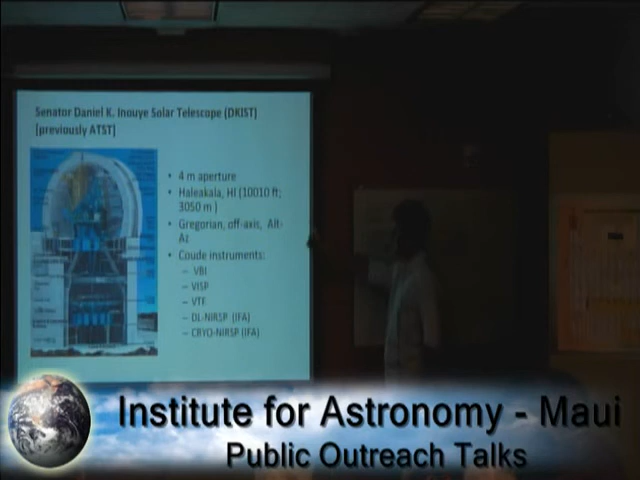 Senator Daniel K. Inouye Solar Telescope (DKIST)
[previously ATST]
• 4 m aperture
• Haleakala, HI (10010 ft;
3050 m )
• Gregorian, off-axis, Alt-
Az
• Coude instruments:
– VBI
– VISP
– VTF
– DL-NIRSP (IFA)
– CRYO-NIRSP (IFA)
Institute for Astronomy - Maui
Public Outreach Talks